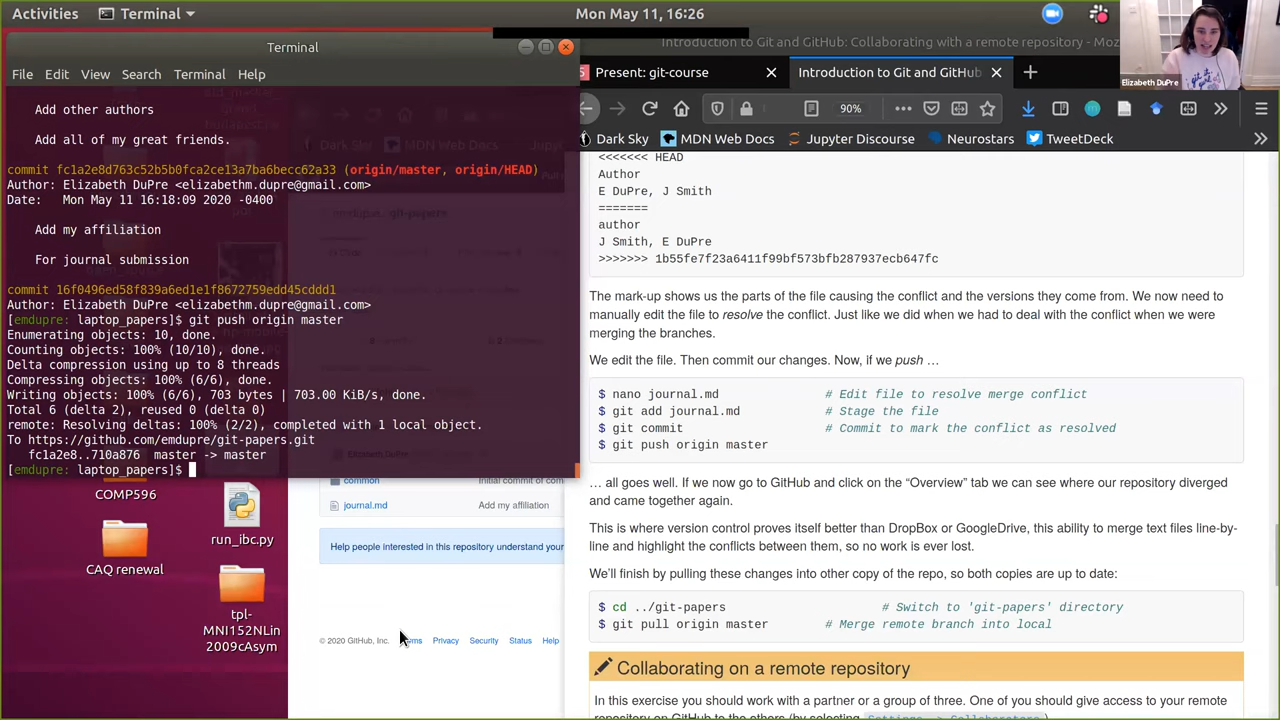 Activities
Terminal
Mon May 11, 16:26
Terminal
Introduction to Git and GitHub: Collaborating with a remote repository - Moz
File Edit View Search Terminal Help
Present: git-course
Introduction to Git and GitHub
Elizabeth DuPre
90%
Dark Sky
MDN Web Docs
Jupyter Discourse
Neurostars
TweetDeck
Add other authors
Add all of my great friends.
commit fc1a2e8d763c52b5b0fca2ce13a7ba6becc62a33 (origin/master, origin/HEAD)
Author: Elizabeth DuPre <elizabethm.dupre@gmail.com>
Date:   Mon May 11 16:18:09 2020 -0400
Add my affiliation
For journal submission
commit 16f0496ed58f839a6ed1e1f8672759edd45cddd1
Author: Elizabeth DuPre <elizabethm.dupre@gmail.com>
[emdupre: laptop_papers]$ git push origin master
Enumerating objects: 10, done.
Counting objects: 100% (10/10), done.
Delta compression using up to 8 threads
Compressing objects: 100% (6/6), done.
Writing objects: 100% (6/6), 703 bytes | 703.00 KiB/s, done.
Total 6 (delta 2), reused 0 (delta 0)
remote: Resolving deltas: 100% (2/2), completed with 1 local object.
To https://github.com/emdupre/git-papers.git
fc1a2e8..710a876  master -> master
[emdupre: laptop_papers]$
COMP596
run_ibc.py
CAQ renewal
tpl-
MNI152NLin
2009cAsym
common
Initial commit of com
journal.md
Add my affiliation
Help people interested in this repository understand your
© 2020 GitHub, Inc.
Privacy
Security
Status
Help
<<<<<<< HEAD
Author
E DuPre, J Smith
=======
author
J Smith, E DuPre
>>>>>>> 1b55fe7f23a6411f99bf573bfb287937ecb647fc
The mark-up shows us the parts of the file causing the conflict and the versions they come from. We now need to
manually edit the file to resolve the conflict. Just like we did when we had to deal with the conflict when we were
merging the branches.
We edit the file. Then commit our changes. Now, if we push …
$ nano journal.md # Edit file to resolve merge conflict
$ git add journal.md # Stage the file
$ git commit # Commit to mark the conflict as resolved
$ git push origin master
… all goes well. If we now go to GitHub and click on the “Overview” tab we can see where our repository diverged
and came together again.
This is where version control proves itself better than DropBox or GoogleDrive, this ability to merge text files line-by-
line and highlight the conflicts between them, so no work is ever lost.
We’ll finish by pulling these changes into other copy of the repo, so both copies are up to date:
$ cd ../git-papers # Switch to 'git-papers' directory
$ git pull origin master # Merge remote branch into local
Collaborating on a remote repository
In this exercise you should work with a partner or a group of three. One of you should give access to your remote
repository on GitHub to the others (by selecting Settings -> Collaborators)